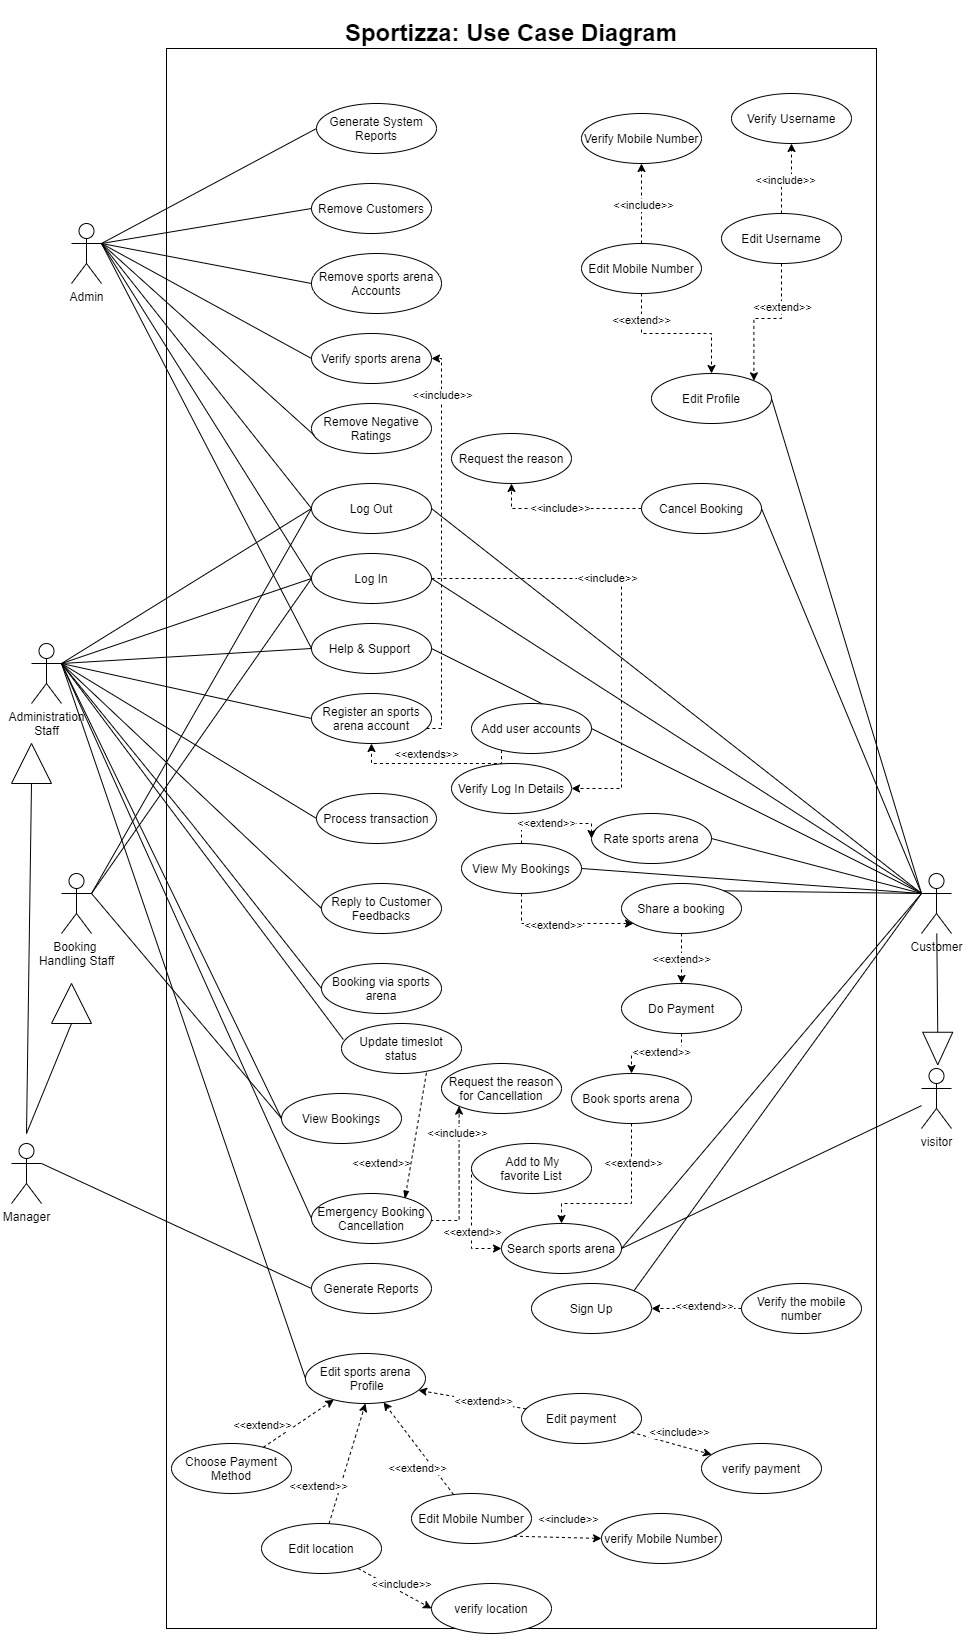 Sportizza: Use Case Diagram
Generate System
Reports
Verify Mobile Number
Verify Username
<<include>>
<<include>>
Remove Customers
Edit Username
Admin
Remove sports arena
Accounts
Edit Mobile Number
<<extend>>
<<extend>>
Verify sports arena
<<include>>
Edit Profile
Remove Negative
Ratings
Request the reason
Log Out
<<include>>
Cancel Booking
Log In
<<include>>
Help & Support
Administration
Staff
Register an sports
arena account
Add user accounts
<<extends>>
Verify Log In Details
Process transaction
<<extend>>
Rate sports arena
View My Bookings
Reply to Customer
Feedbacks
Share a booking
<<extend>>
Booking
Handling Staff
Customer
<<extend>>
Booking via sports
arena
Do Payment
Update timeslot
status
<<extend>>
Request the reason
for Cancellation
Book sports arena
View Bookings
<<include>>
visitor
<<extend>>
<<extend>>
Add to My
favorite List
Manager
Emergency Booking
Cancellation
<<extend>>
Search sports arena
Generate Reports
Sign Up
<<extend>>
Verify the mobile
number
Edit sports arena
Profile
<<extend>>
Edit payment
<<extend>>
<<include>>
Choose Payment
Method
<<extend>>
verify payment
<<extend>>
Edit Mobile Number
<<include>>
verify Mobile Number
Edit location
<<include>>
verify location